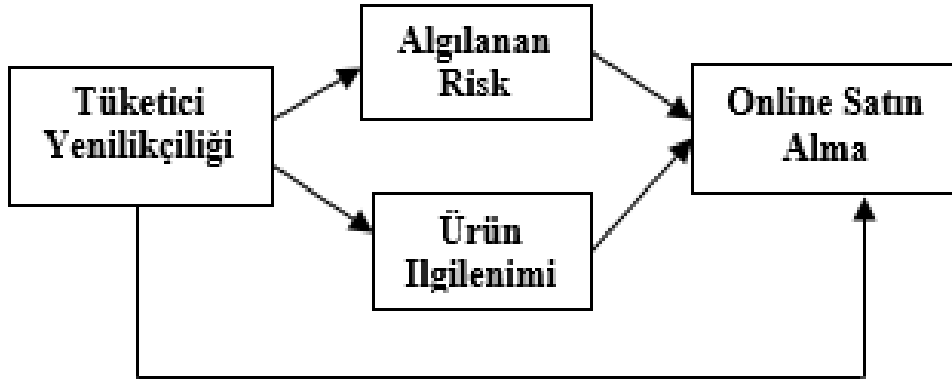 Tüketici
Yenilikçiliği
Algılanan
Risk
Ürün
Ilgilenimi
Online Satın
Alma